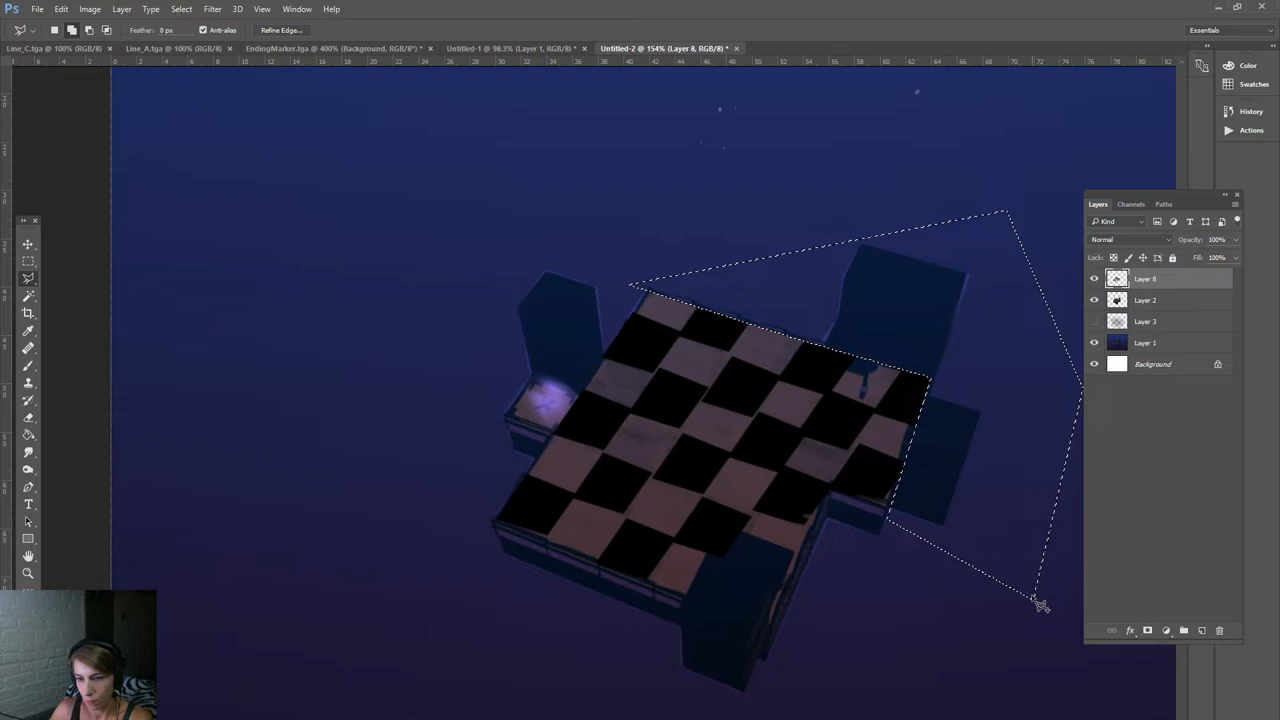 Ps File Edit Image Layer Type Select Filter 3D View Window Help
Feather: 0 px Anti-alias Refine Edge... Essentials
Line_C.tga @ 100% (RGB/8) Line_A.tga @ 100% (RGB/8) EndingMarker.tga @ 400% (Background, RGB/8*) * Untitled-1 @ 98.3% (Layer 1, RGB/8) * Untitled-2 @ 154% (Layer 8, RGB/8) *
Color
Swatches
History
Actions
Layers Channels Paths
Kind
Normal Opacity: 100%
Lock: Fill: 100%
Layer 8
Layer 2
Layer 3
Layer 1
Background
fx